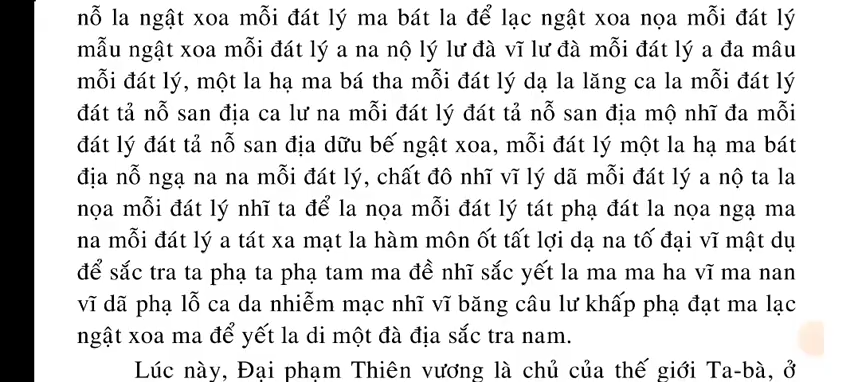 nỗ la ngật xoa mỗi đát lý ma bát la để lạc ngật xoa nọa mỗi đát lý
mẫu ngật xoa mỗi đát lý a na nộ lý lư đà vĩ lư đà mỗi đát lý a đa mâu
mỗi đát lý, một la hạ ma bá tha mỗi đát lý dạ la lăng ca la mỗi đát lý
đát tả nỗ san địa ca lư na mỗi đát lý đát tả nỗ san địa mộ nhĩ đa mỗi
đát lý đát tả nỗ san địa dữu bế ngật xoa, mỗi đát lý một la hạ ma bát
địa nỗ ngạ na na mỗi đát lý, chất đô nhĩ vĩ lý dã mỗi đát lý a nộ ta la
nọa mỗi đát lý nhĩ ta để la nọa mỗi đát lý tát phạ đát la nọa ngạ ma
na mỗi đát lý a tát xa mạt la hàm môn ốt tất lợi dạ na tố đại vĩ mật dụ
để sắc tra ta phạ ta phạ tam ma đề nhĩ sắc yết la ma ma ha vĩ ma nan
vĩ dã phạ lỗ ca da nhiễm mạc nhĩ vĩ băng câu lư khấp phạ đạt ma lạc
ngật xoa ma để yết la di một đà địa sắc tra nam.
Lúc này, Đại phạm Thiên vương là chủ của thế giới Ta-bà, ở